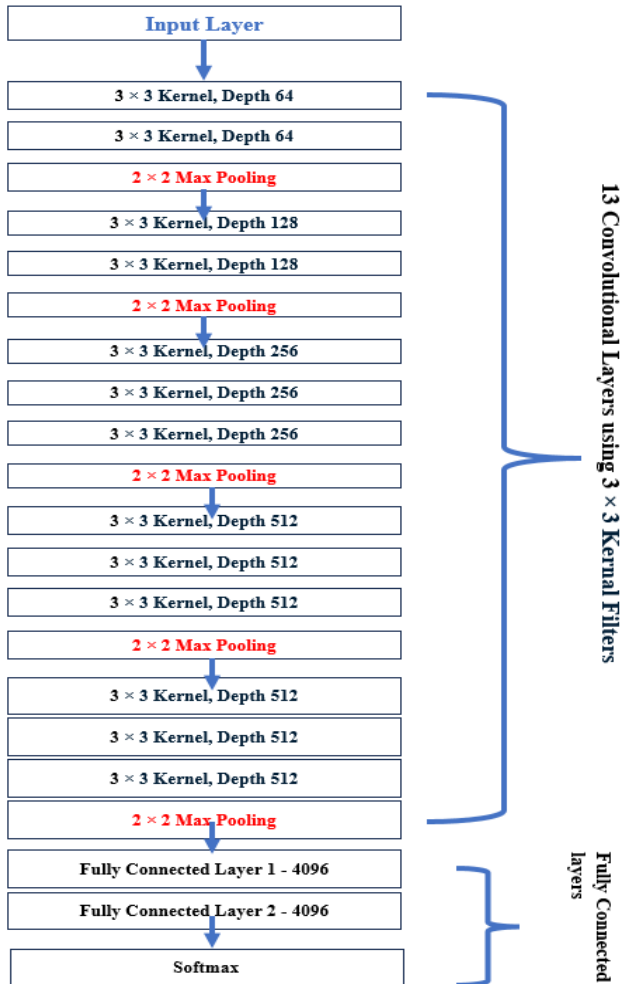 Input Layer
3 × 3 Kernel, Depth 64
3 × 3 Kernel, Depth 64
2 × 2 Max Pooling
3 × 3 Kernel, Depth 128
3 × 3 Kernel, Depth 128
2 × 2 Max Pooling
3 × 3 Kernel, Depth 256
3 × 3 Kernel, Depth 256
3 × 3 Kernel, Depth 256
2 × 2 Max Pooling
3 × 3 Kernel, Depth 512
3 × 3 Kernel, Depth 512
3 × 3 Kernel, Depth 512
2 × 2 Max Pooling
3 × 3 Kernel, Depth 512
3 × 3 Kernel, Depth 512
3 × 3 Kernel, Depth 512
2 × 2 Max Pooling
Fully Connected Layer 1 - 4096
Fully Connected Layer 2 - 4096
Softmax
13 Convolutional Layers using 3 × 3 Kernal Filters
Fully Connected
layers